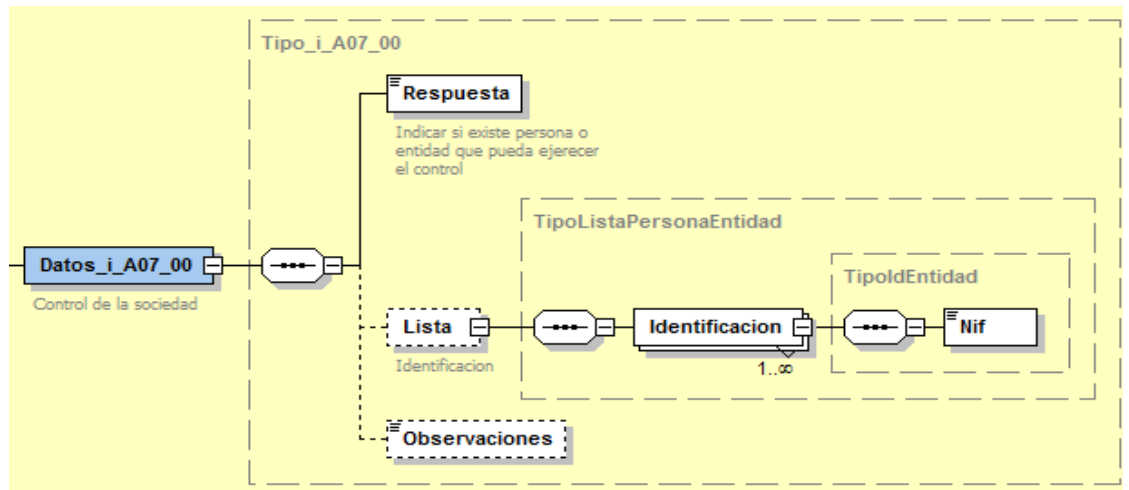 Tipo_i_A07_00
Respuesta
Indicar si existe persona o
entidad que pueda ejerecer
el control
TipoListaPersonaEntidad
TipoIdEntidad
Datos_i_A07_00
Control de la sociedad
Lista
Identificacion
Identificacion
1..∞
Nif
Observaciones